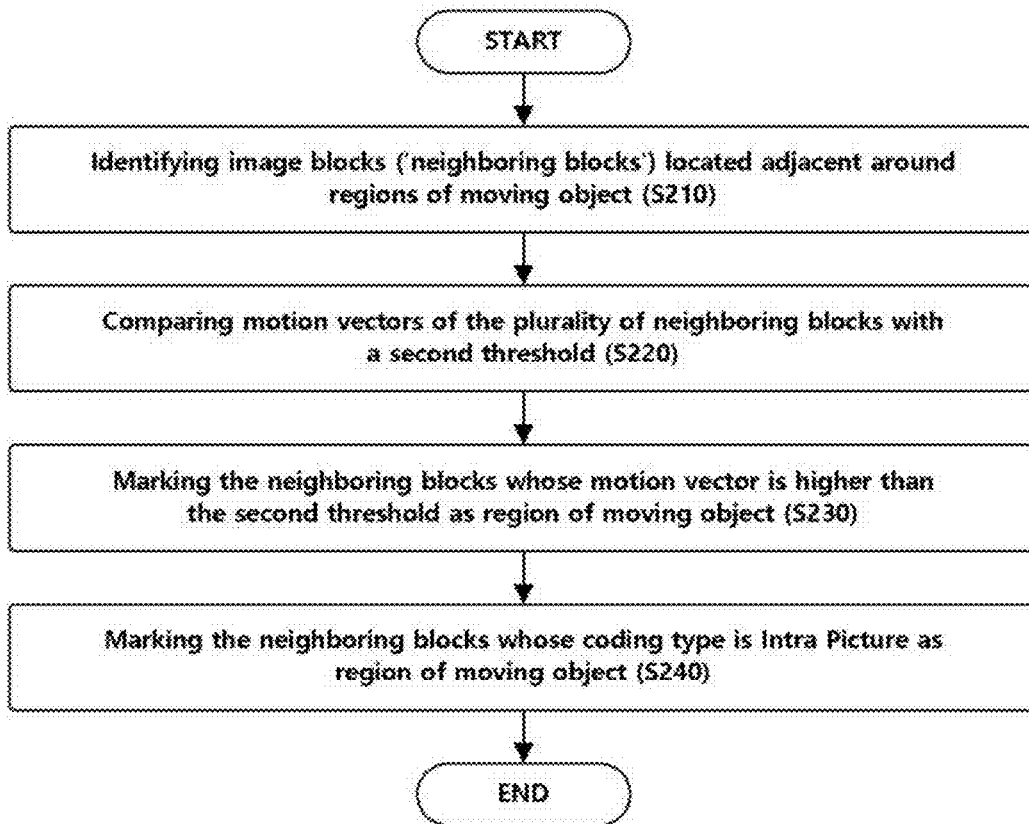 START
Identifying image blocks ('neighboring blocks') located adjacent around
regions of moving object (S210)
Comparing motion vectors of the plurality of neighboring blocks with
a second threshold (S220)
Marking the neighboring blocks whose motion vector is higher than
the second threshold as region of moving object (S230)
Marking the neighboring blocks whose coding type is Intra Picture as
region of moving object (S240)
END